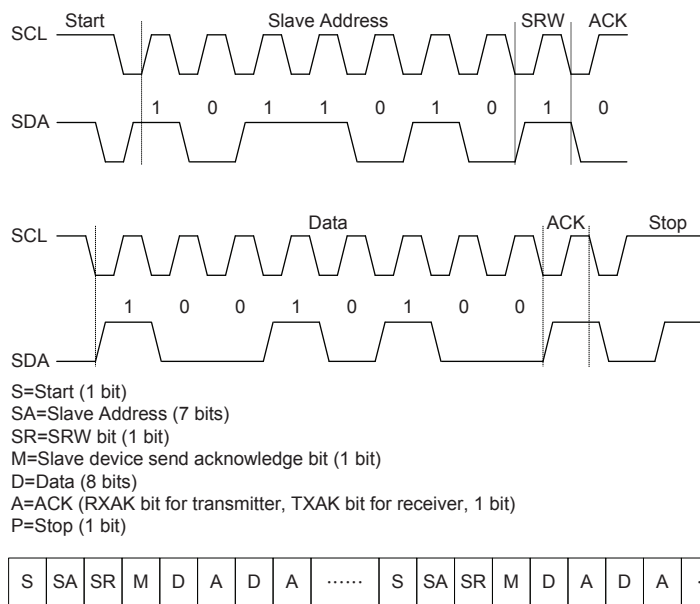 Start Slave Address SRW ACK
SCL
1 0 1 1 0 1 0 1 0
SDA
Data ACK Stop
SCL
1 0 0 1 0 1 0 0
SDA
S=Start (1 bit)
SA=Slave Address (7 bits)
SR=SRW bit (1 bit)
M=Slave device send acknowledge bit (1 bit)
D=Data (8 bits)
A=ACK (RXAK bit for transmitter, TXAK bit for receiver, 1 bit)
P=Stop (1 bit)
S SA SR M D A D A …… S SA SR M D A D A